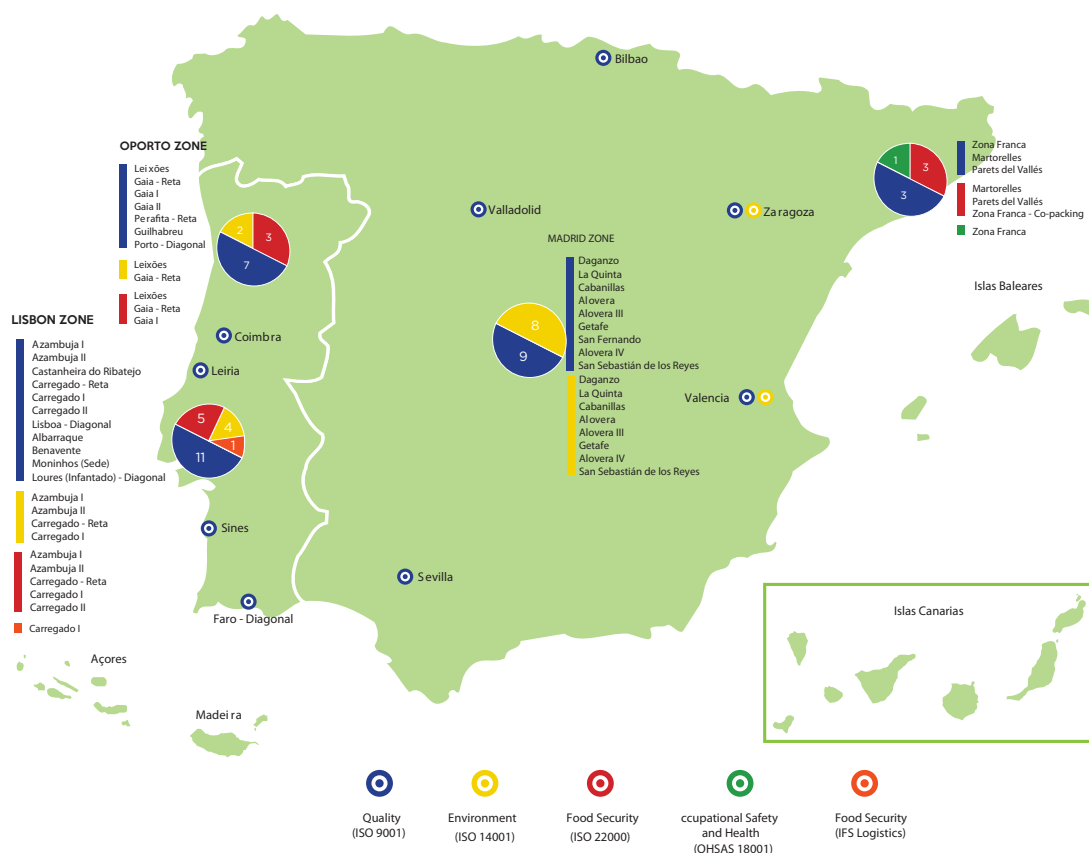 Bilbao
OPORTO ZONE
Leixões
Gaia - Reta
Gaia I
Gaia II
Perafita - Reta
Guilhabreu
Porto - Diagonal
Leixões
Gaia - Reta
Leixões
Gaia - Reta
Gaia I
2
3
7
Valladolid
Zaragoza
1
3
3
Zona Franca
Martorelles
Parets del Vallés
Martorelles
Parets del Vallés
Zona Franca - Co-packing
Zona Franca
MADRID ZONE
Daganzo
La Quinta
Cabanillas
Alovera
Alovera III
Getafe
San Fernando
Alovera IV
San Sebastián de los Reyes
Daganzo
La Quinta
Cabanillas
Alovera
Alovera III
Getafe
Alovera IV
San Sebastián de los Reyes
8
9
Islas Baleares
Valencia
LISBON ZONE
Azambuja I
Azambuja II
Castanheira do Ribatejo
Carregado - Reta
Carregado I
Carregado II
Lisboa - Diagonal
Albarraque
Benavente
Moninhos (Sede)
Loures (Infantado) - Diagonal
Azambuja I
Azambuja II
Carregado - Reta
Carregado I
Azambuja I
Azambuja II
Carregado - Reta
Carregado I
Carregado II
Carregado I
Coimbra
Leiria
5
4
1
11
Sines
Faro - Diagonal
Sevilla
Islas Canarias
Açores
Madeira
Quality
(ISO 9001)
Environment
(ISO 14001)
Food Security
(ISO 22000)
ccupational Safety
and Health
(OHSAS 18001)
Food Security
(IFS Logistics)